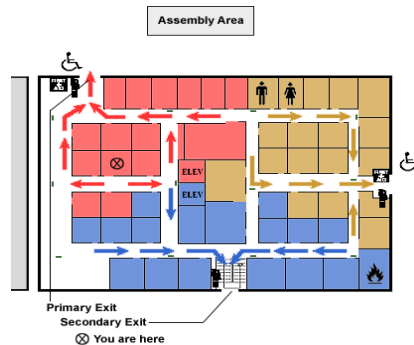 Assembly Area
ELEV
ELEV
Primary Exit
Secondary Exit
You are here